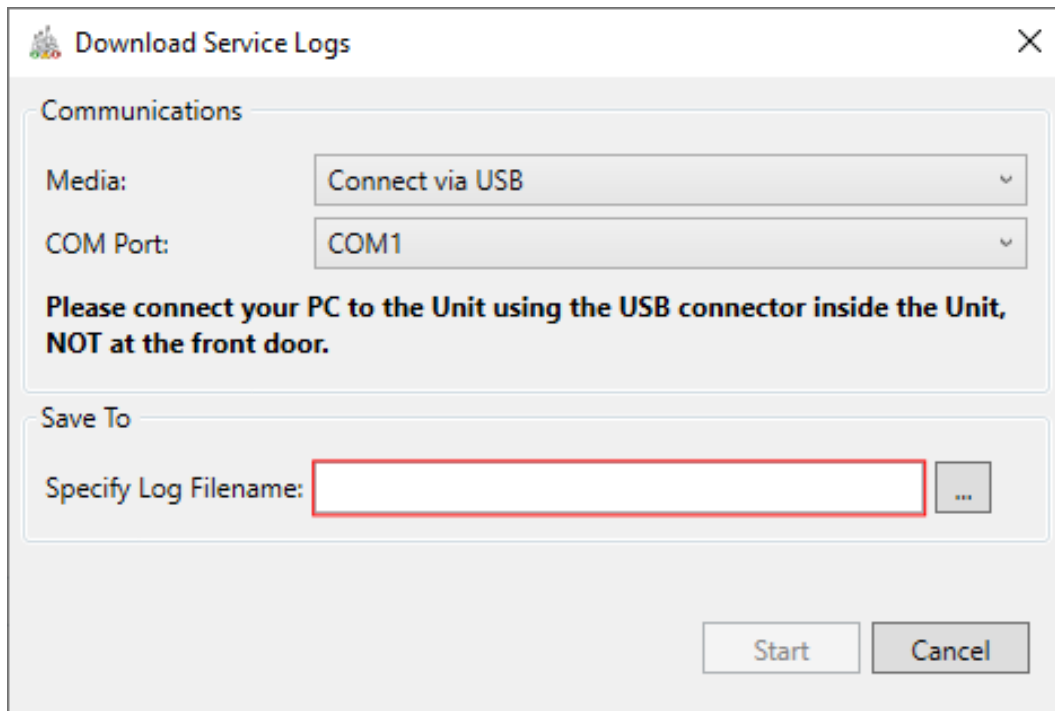 Download Service Logs
Communications
Media:
Connect via USB
COM Port:
COM1
Please connect your PC to the Unit using the USB connector inside the Unit,
NOT at the front door.
Save To
Specify Log Filename:
...
Start
Cancel